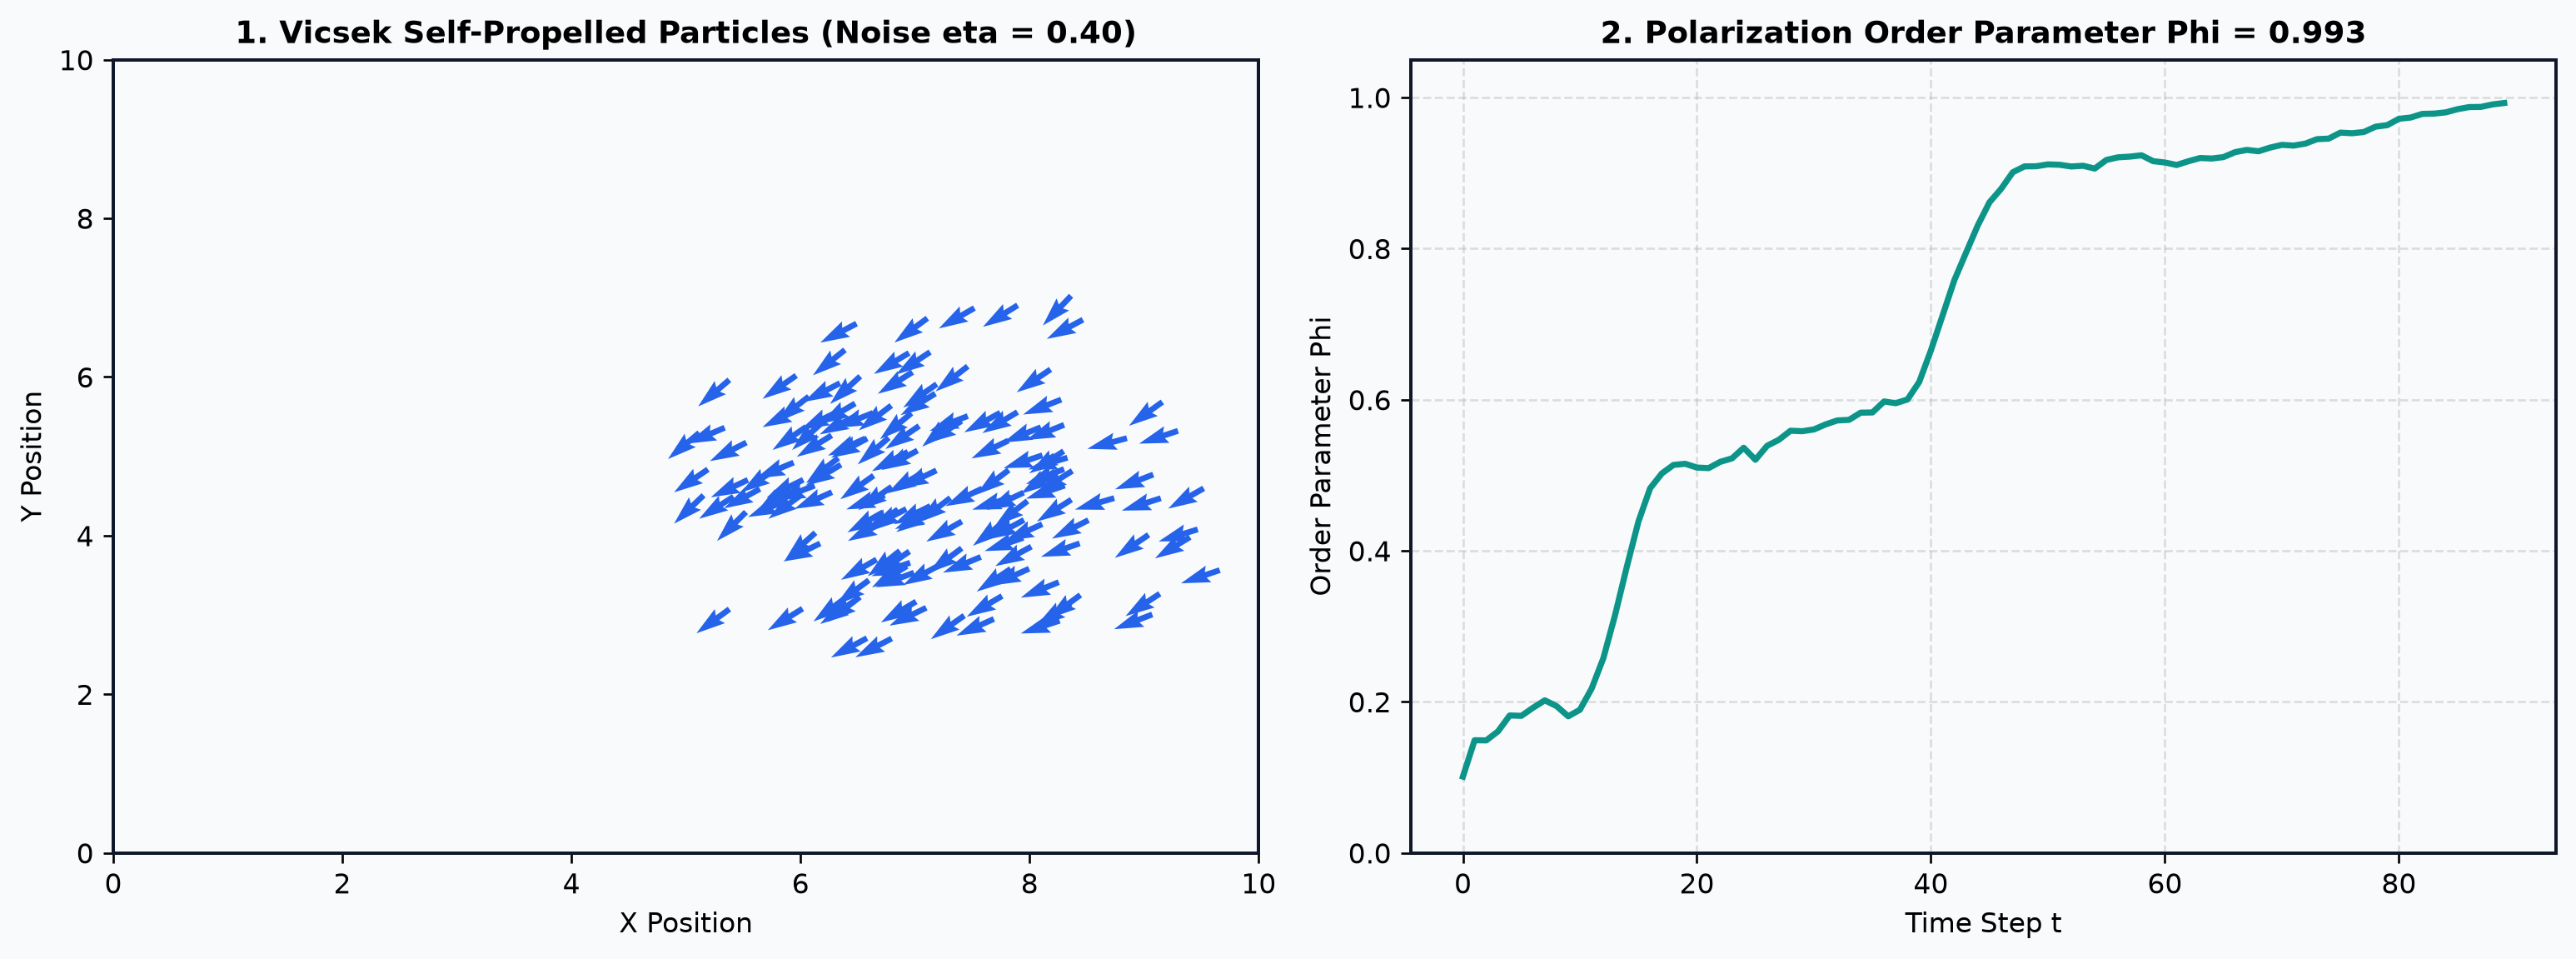 1. Vicsek Self-Propelled Particles (Noise eta = 0.40)
10
8
6
4
2
0
Y Position
0 2 4 6 8 10
X Position
2. Polarization Order Parameter Phi = 0.993
1.0
0.8
0.6
0.4
0.2
0.0
Order Parameter Phi
0 20 40 60 80
Time Step t